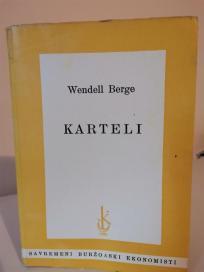 Wendell Berge
KARTELI
SAVREMENI BURŽOASKI EKONOMISTI